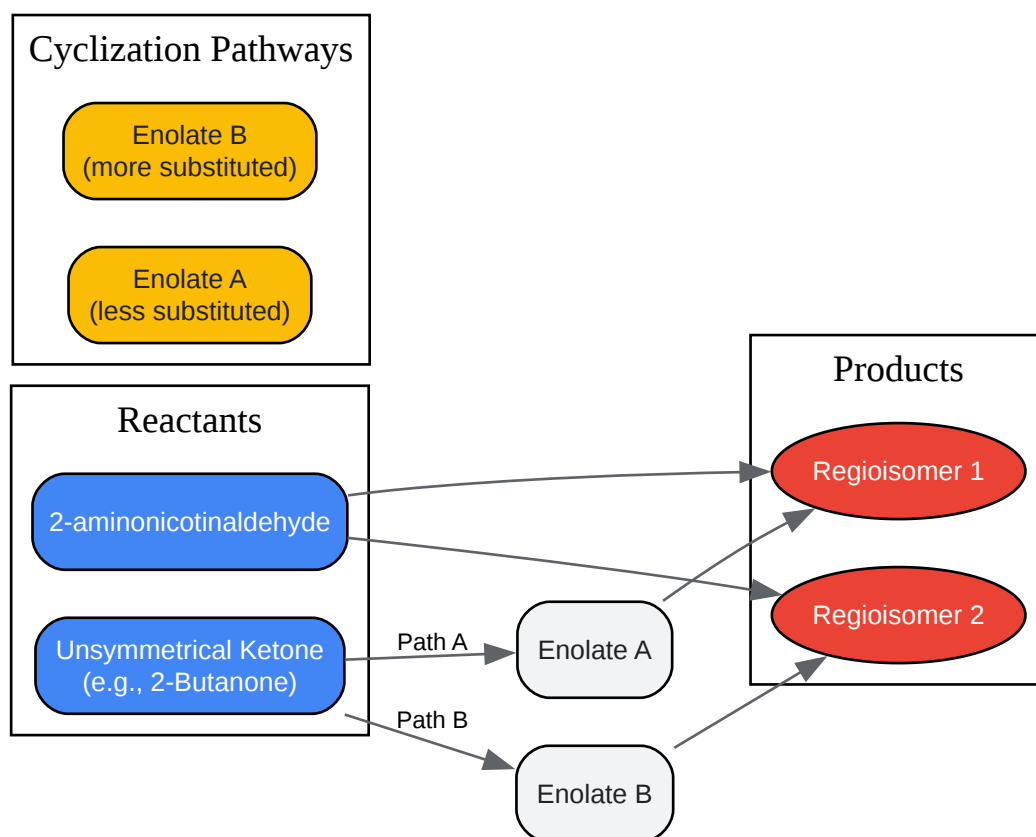 Cyclization Pathways
Enolate B
(more substituted)
Enolate A
(less substituted)
Reactants
2-aminonicotinaldehyde
Unsymmetrical Ketone
(e.g., 2-Butanone)
Path A
Path B
Enolate A
Enolate B
Products
Regioisomer 1
Regioisomer 2